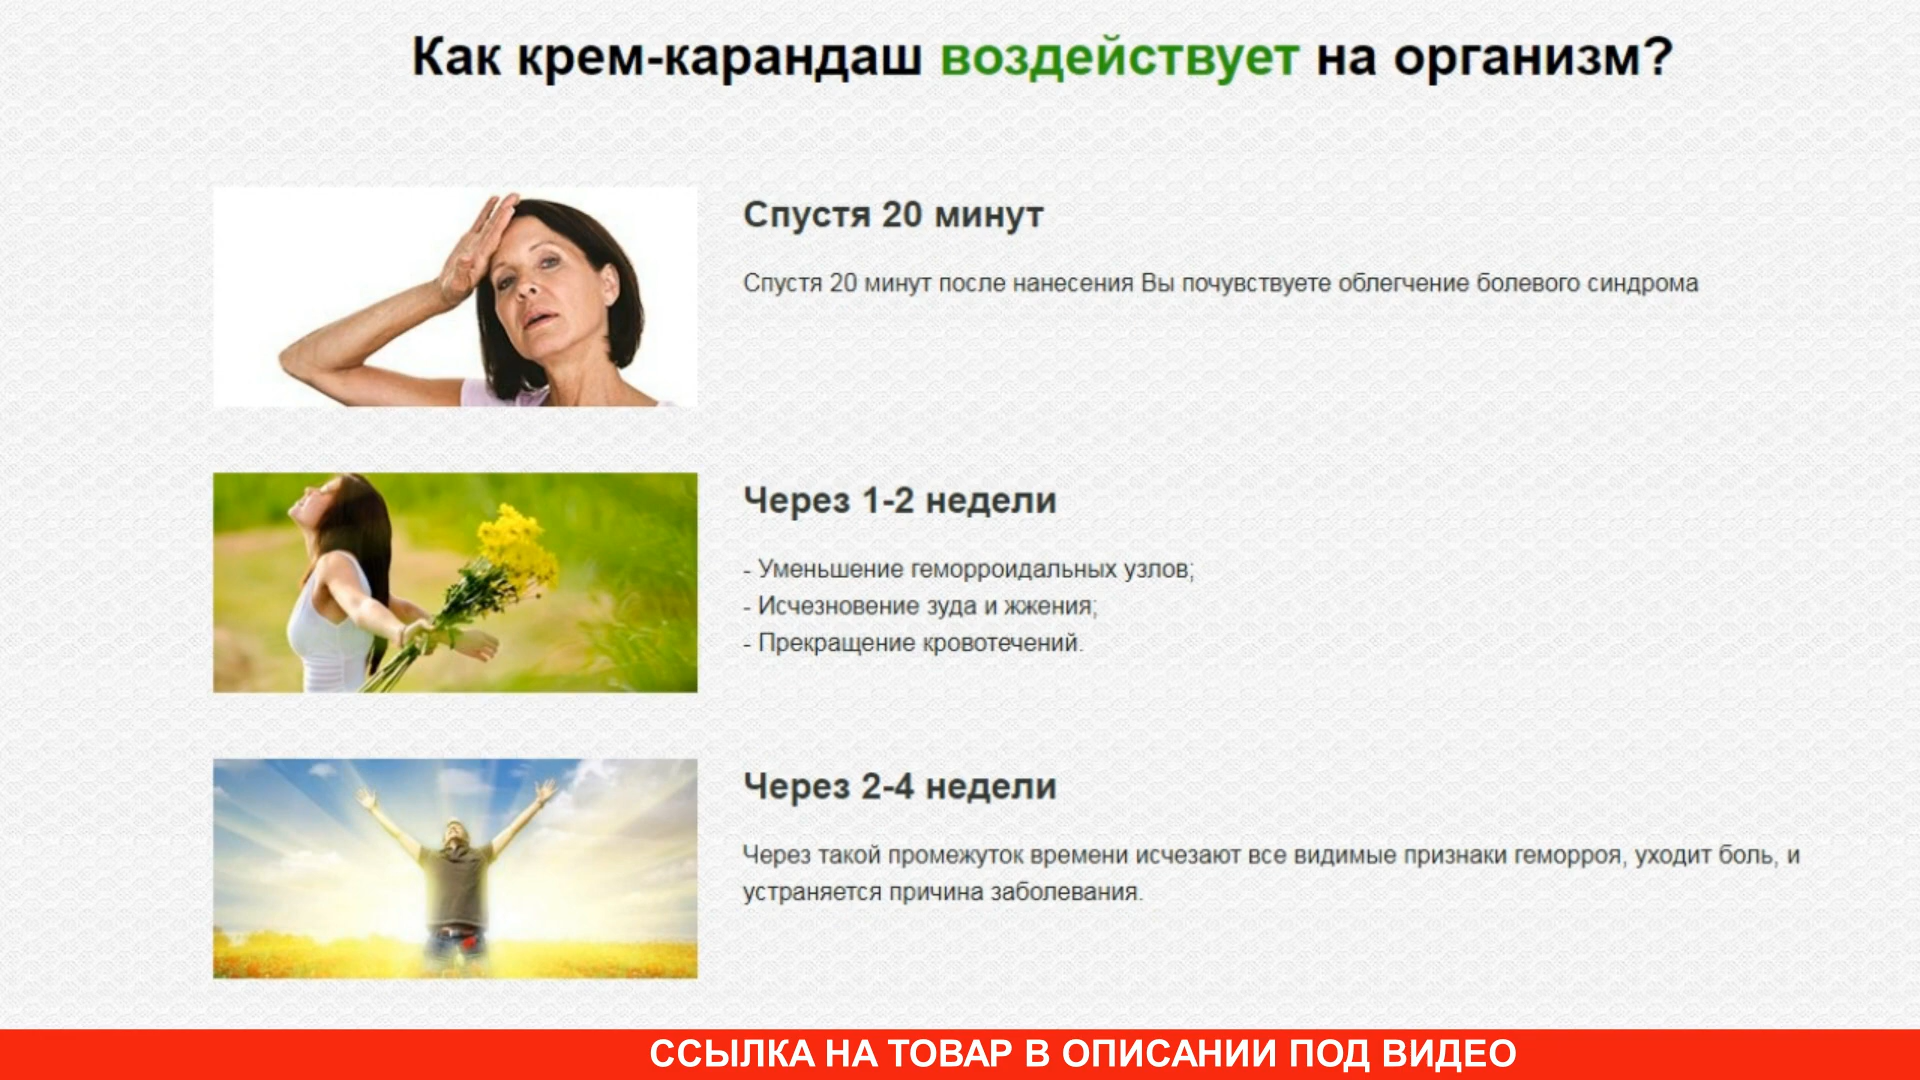 Как крем-карандаш воздействует на организм?
Спустя 20 минут
Спустя 20 минут после нанесения Вы почувствуете облегчение болевого синдрома
Через 1-2 недели
- Уменьшение геморроидальных узлов;
- Исчезновение зуда и жжения;
- Прекращение кровотечений.
Через 2-4 недели
Через такой промежуток времени исчезают все видимые признаки геморроя, уходит боль, и
устраняется причина заболевания.
ССЫЛКА НА ТОВАР В ОПИСАНИИ ПОД ВИДЕО